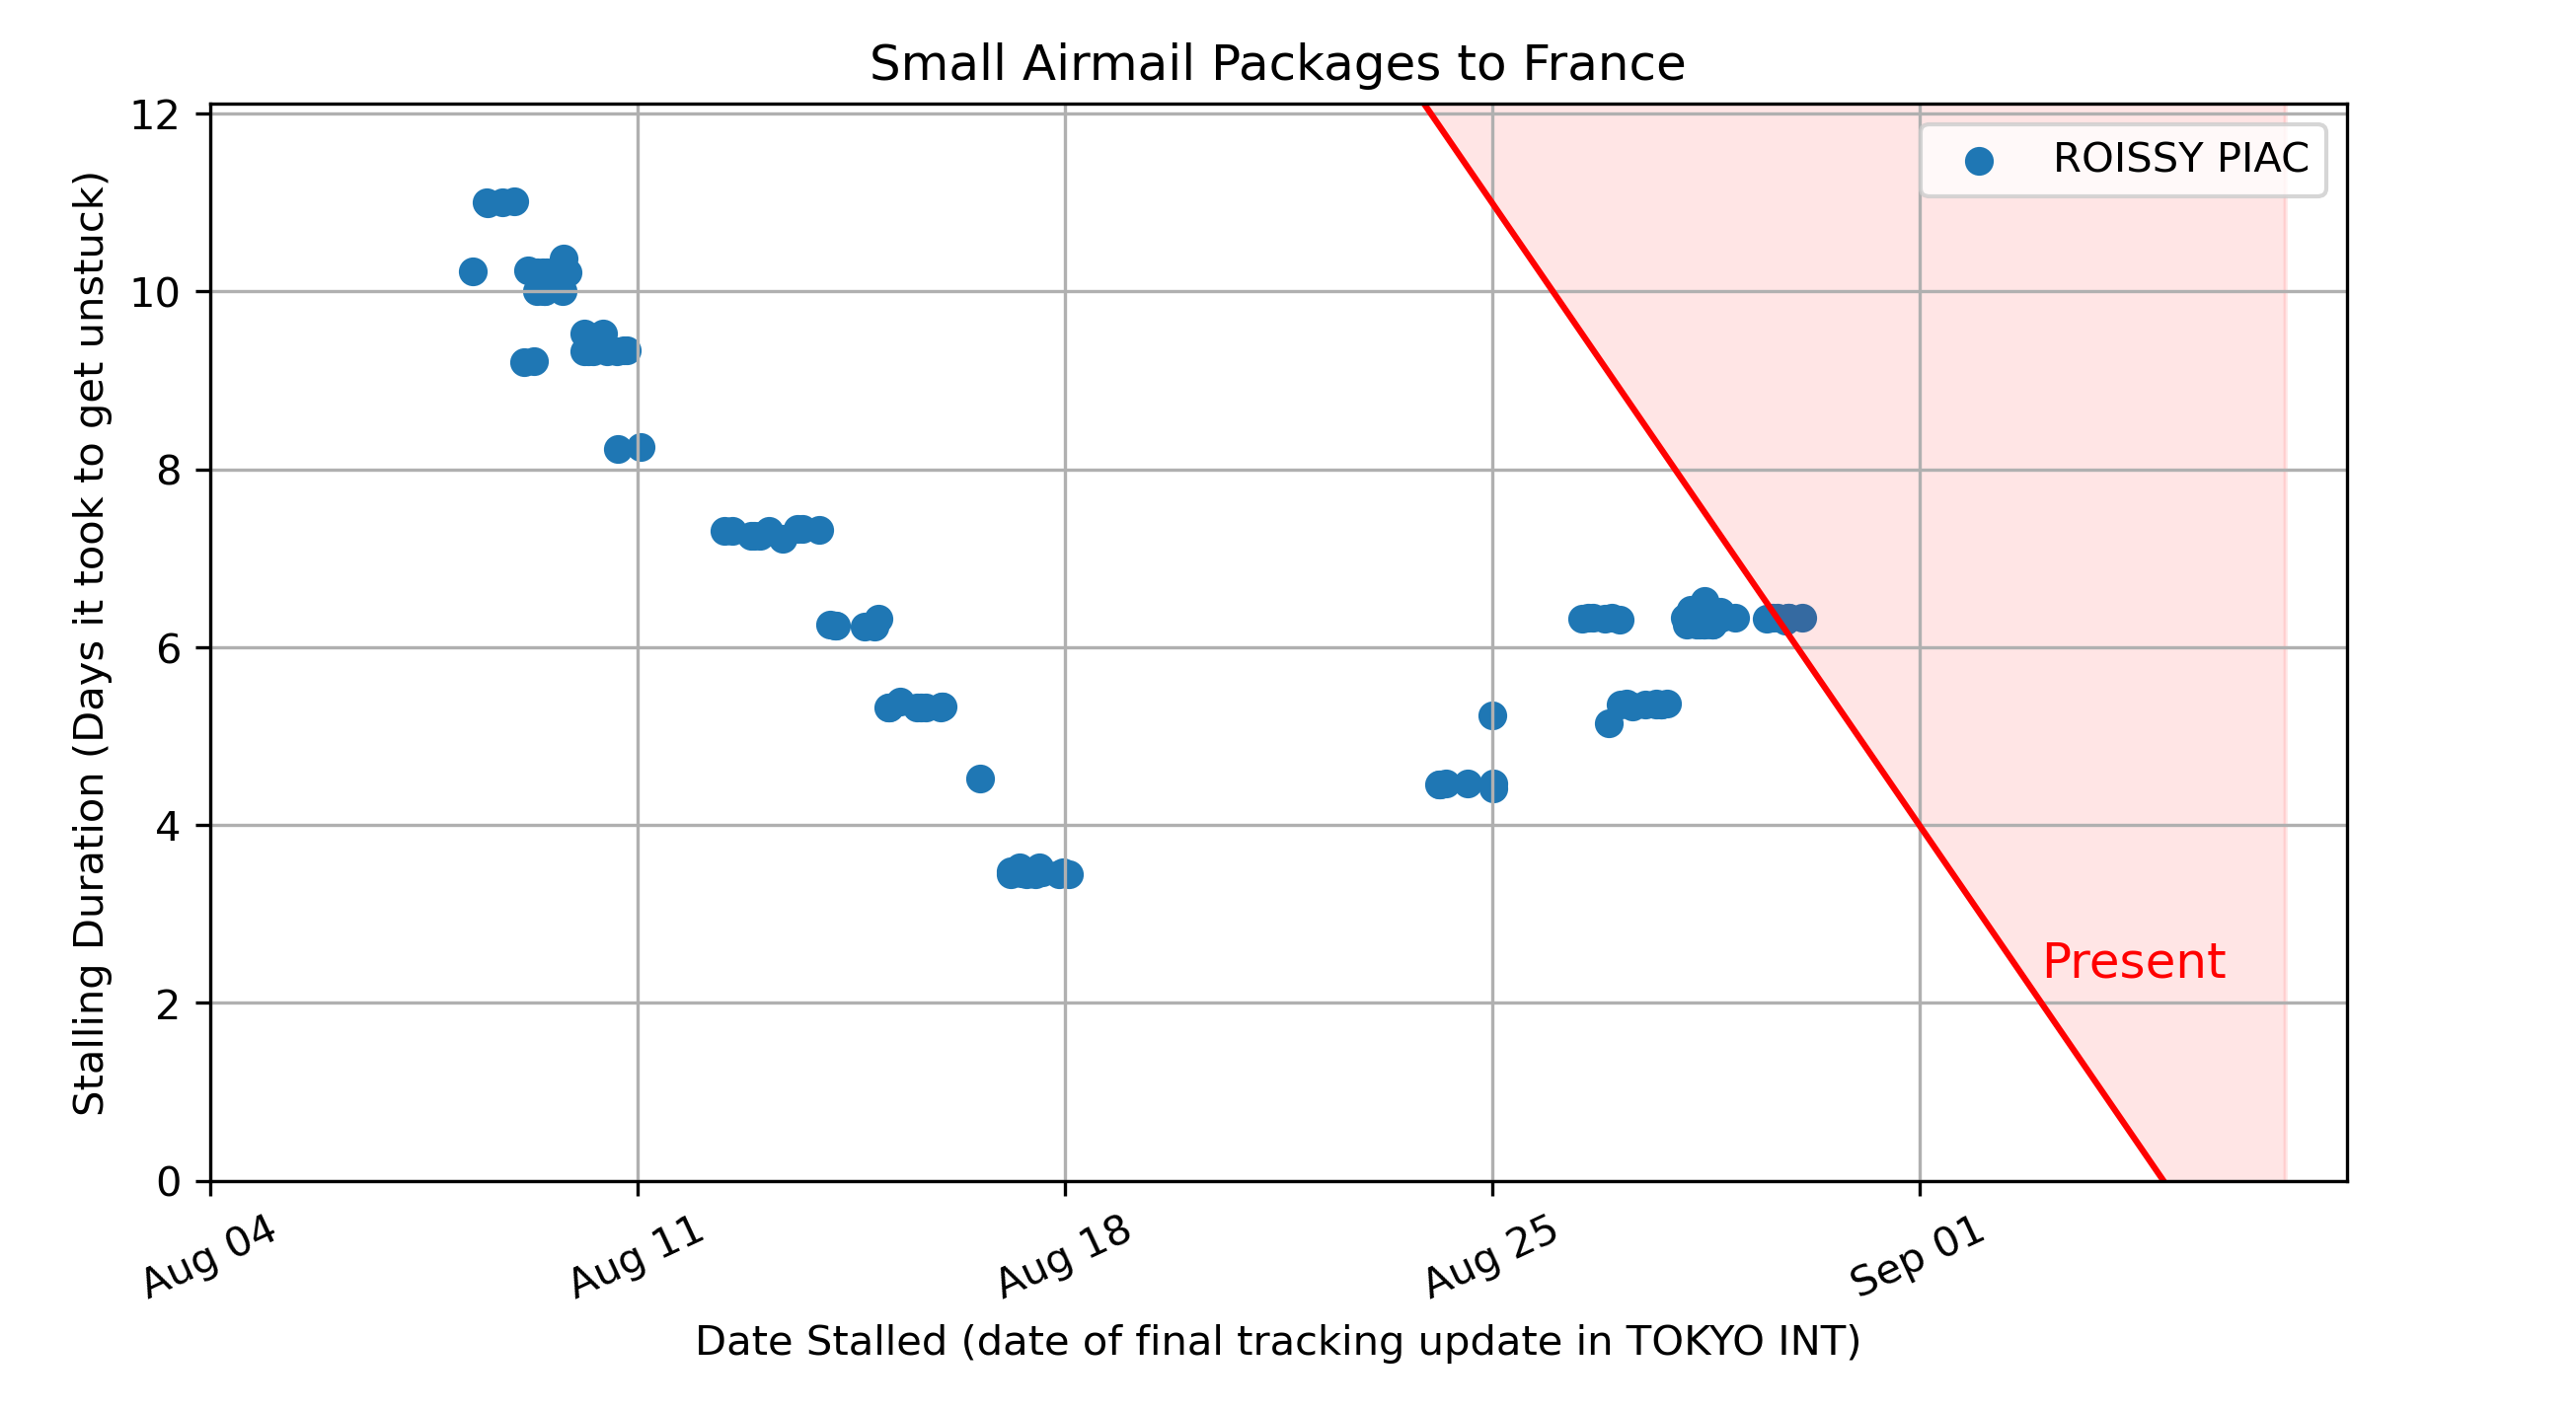 Small Airmail Packages to France
Stalling Duration (Days it took to get unstuck)
12
10
8
6
4
2
0
ROISSY PIAC
Present
Aug 04
Aug 11
Aug 18
Aug 25
Sep 01
Date Stalled (date of final tracking update in TOKYO INT)